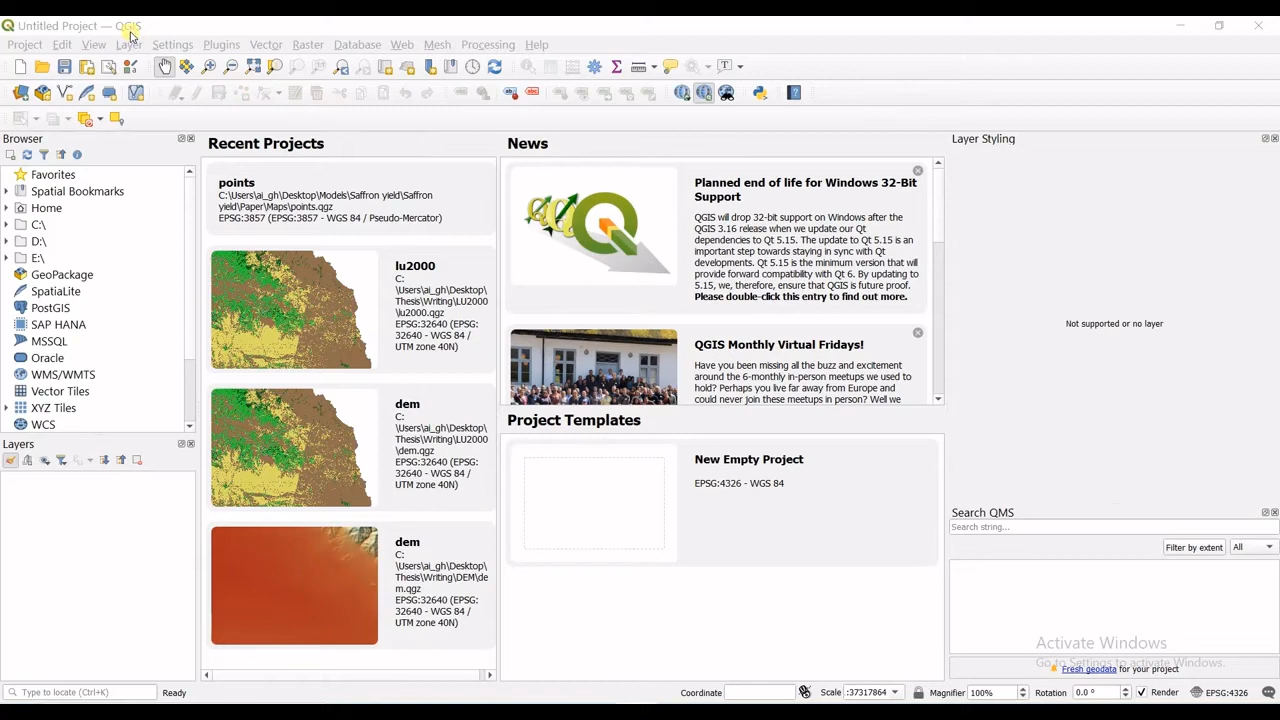 Untitled Project — QGIS
Project Edit View Layer Settings Plugins Vector Raster Database Web Mesh Processing Help
Browser
Favorites
Spatial Bookmarks
Home
C:\
D:\
E:\
GeoPackage
SpatiaLite
PostGIS
SAP HANA
MSSQL
Oracle
WMS/WMTS
Vector Tiles
XYZ Tiles
WCS
Layers
Recent Projects
points
C:\Users\ai_gh\Desktop\Models\Saffron yield\Saffron
yield\Paper\Maps\points.qgz
EPSG:3857 (EPSG:3857 - WGS 84 / Pseudo-Mercator)
lu2000
C:
\Users\ai_gh\Desktop\
Thesis\Writing\LU2000
\lu2000.qgz
EPSG:32640 (EPSG:
32640 - WGS 84 /
UTM zone 40N)
dem
C:
\Users\ai_gh\Desktop\
Thesis\Writing\LU2000
\dem.qgz
EPSG:32640 (EPSG:
32640 - WGS 84 /
UTM zone 40N)
dem
C:
\Users\ai_gh\Desktop\
Thesis\Writing\DEM\de
m.qgz
EPSG:32640 (EPSG:
32640 - WGS 84 /
UTM zone 40N)
News
Planned end of life for Windows 32-Bit
Support
QGIS will drop 32-bit support on Windows after the
QGIS 3.16 release when we update our Qt
dependencies to Qt 5.15. The update to Qt 5.15 is an
important step towards staying in sync with Qt
developments. Qt 5.15 is the minimum version that will
provide forward compatibility with Qt 6. By updating to
5.15, we, therefore, ensure that QGIS is future proof.
Please double-click this entry to find out more.
QGIS Monthly Virtual Fridays!
Have you been missing all the buzz and excitement
around the 6-monthly in-person meetups we used to
hold? Perhaps you live far away from Europe and
could never join these meetups in person? Well we
Project Templates
New Empty Project
EPSG:4326 - WGS 84
Layer Styling
Not supported or no layer
Search QMS
Search string...
Filter by extent All
Activate Windows
Go to Settings to activate Windows.
Fresh geodata for your project
Type to locate (Ctrl+K) Ready Coordinate Scale :37317864 Magnifier 100% Rotation 0.0 ° Render EPSG:4326